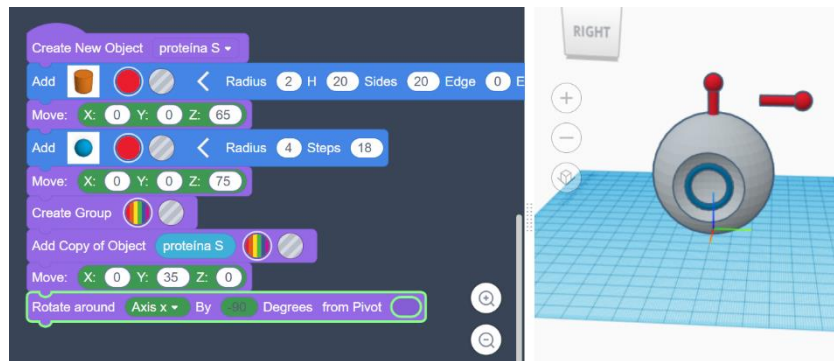 Create New Object proteína S
Add Radius 2 H 20 Sides 20 Edge 0 E
Move: X: 0 Y: 0 Z: 65
Add Radius 4 Steps 18
Move: X: 0 Y: 0 Z: 75
Create Group
Add Copy of Object proteína S
Move: X: 0 Y: 35 Z: 0
Rotate around Axis x By -90 Degrees from Pivot
RIGHT